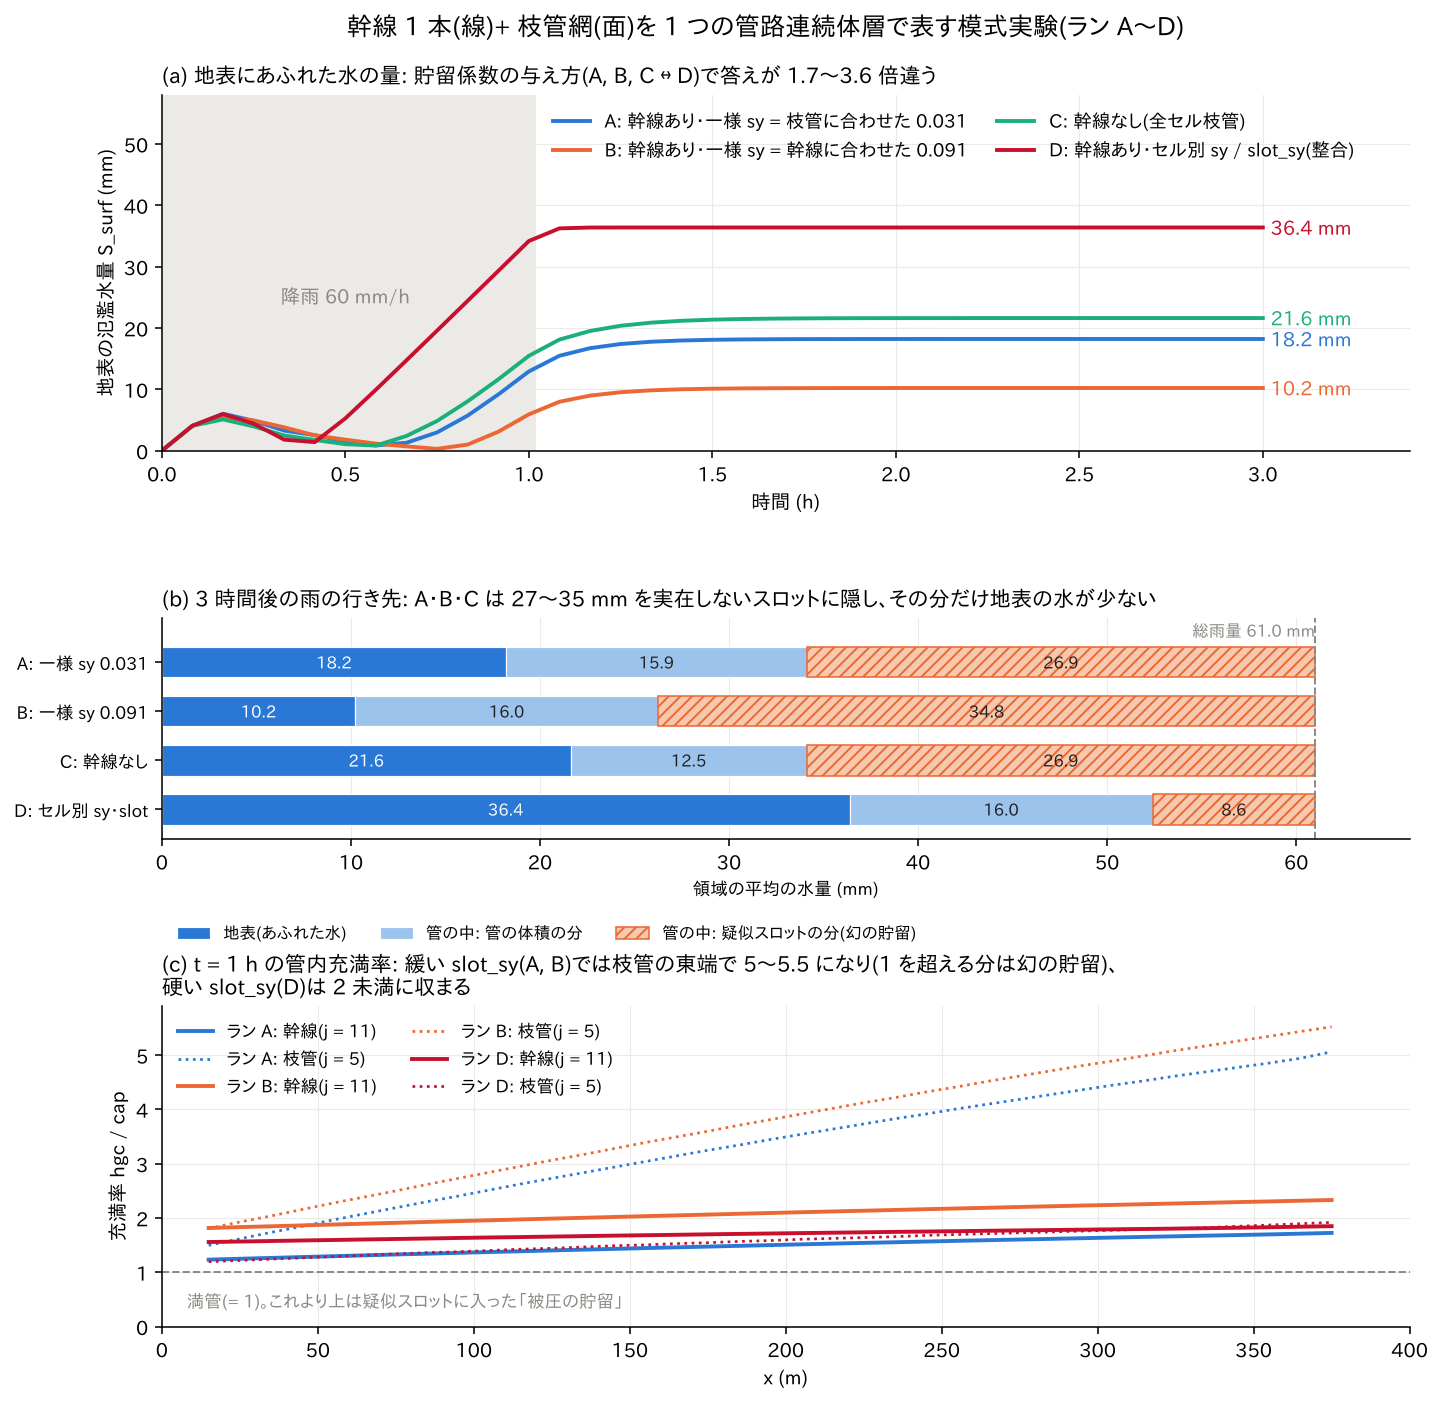 幹線 1 本(線)+ 枝管網(面)を 1 つの管路連続体層で表す模式実験(ラン A～D)
(a) 地表にあふれた水の量: 貯留係数の与え方(A, B, C ↔ D)で答えが 1.7～3.6 倍違う
A: 幹線あり・一様 sy = 枝管に合わせた 0.031
B: 幹線あり・一様 sy = 幹線に合わせた 0.091
C: 幹線なし(全セル枝管)
D: 幹線あり・セル別 sy / slot_sy(整合)
地表の氾濫水量 S_surf (mm)
50
40
30
20
10
0
降雨 60 mm/h
36.4 mm
21.6 mm
18.2 mm
10.2 mm
0.0 0.5 1.0 1.5 2.0 2.5 3.0
時間 (h)
(b) 3 時間後の雨の行き先: A・B・C は 27～35 mm を実在しないスロットに隠し、その分だけ地表の水が少ない
総雨量 61.0 mm
A: 一様 sy 0.031 18.2 15.9 26.9
B: 一様 sy 0.091 10.2 16.0 34.8
C: 幹線なし 21.6 12.5 26.9
D: セル別 sy・slot 36.4 16.0 8.6
0 10 20 30 40 50 60
領域の平均の水量 (mm)
地表(あふれた水) 管の中: 管の体積の分 管の中: 疑似スロットの分(幻の貯留)
(c) t = 1 h の管内充満率: 緩い slot_sy(A, B)では枝管の東端で 5～5.5 になり(1 を超える分は幻の貯留)、
硬い slot_sy(D)は 2 未満に収まる
ラン A: 幹線(j = 11)
ラン A: 枝管(j = 5)
ラン B: 幹線(j = 11)
ラン B: 枝管(j = 5)
ラン D: 幹線(j = 11)
ラン D: 枝管(j = 5)
充満率 hgc / cap
5
4
3
2
1
0
満管(= 1)。これより上は疑似スロットに入った「被圧の貯留」
0 50 100 150 200 250 300 350 400
x (m)